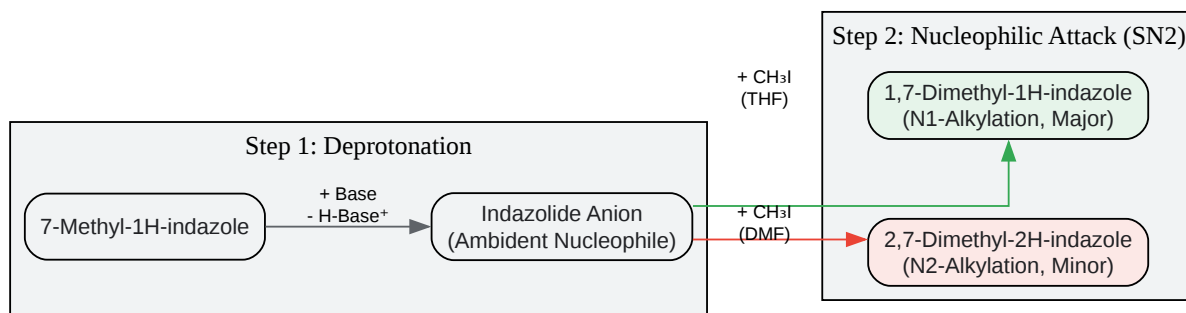 Step 1: Deprotonation
7-Methyl-1H-indazole
+ Base
- H-Base⁺
Indazolide Anion
(Ambident Nucleophile)
+ CH₃I
(THF)
+ CH₃I
(DMF)
Step 2: Nucleophilic Attack (SN2)
1,7-Dimethyl-1H-indazole
(N1-Alkylation, Major)
2,7-Dimethyl-2H-indazole
(N2-Alkylation, Minor)